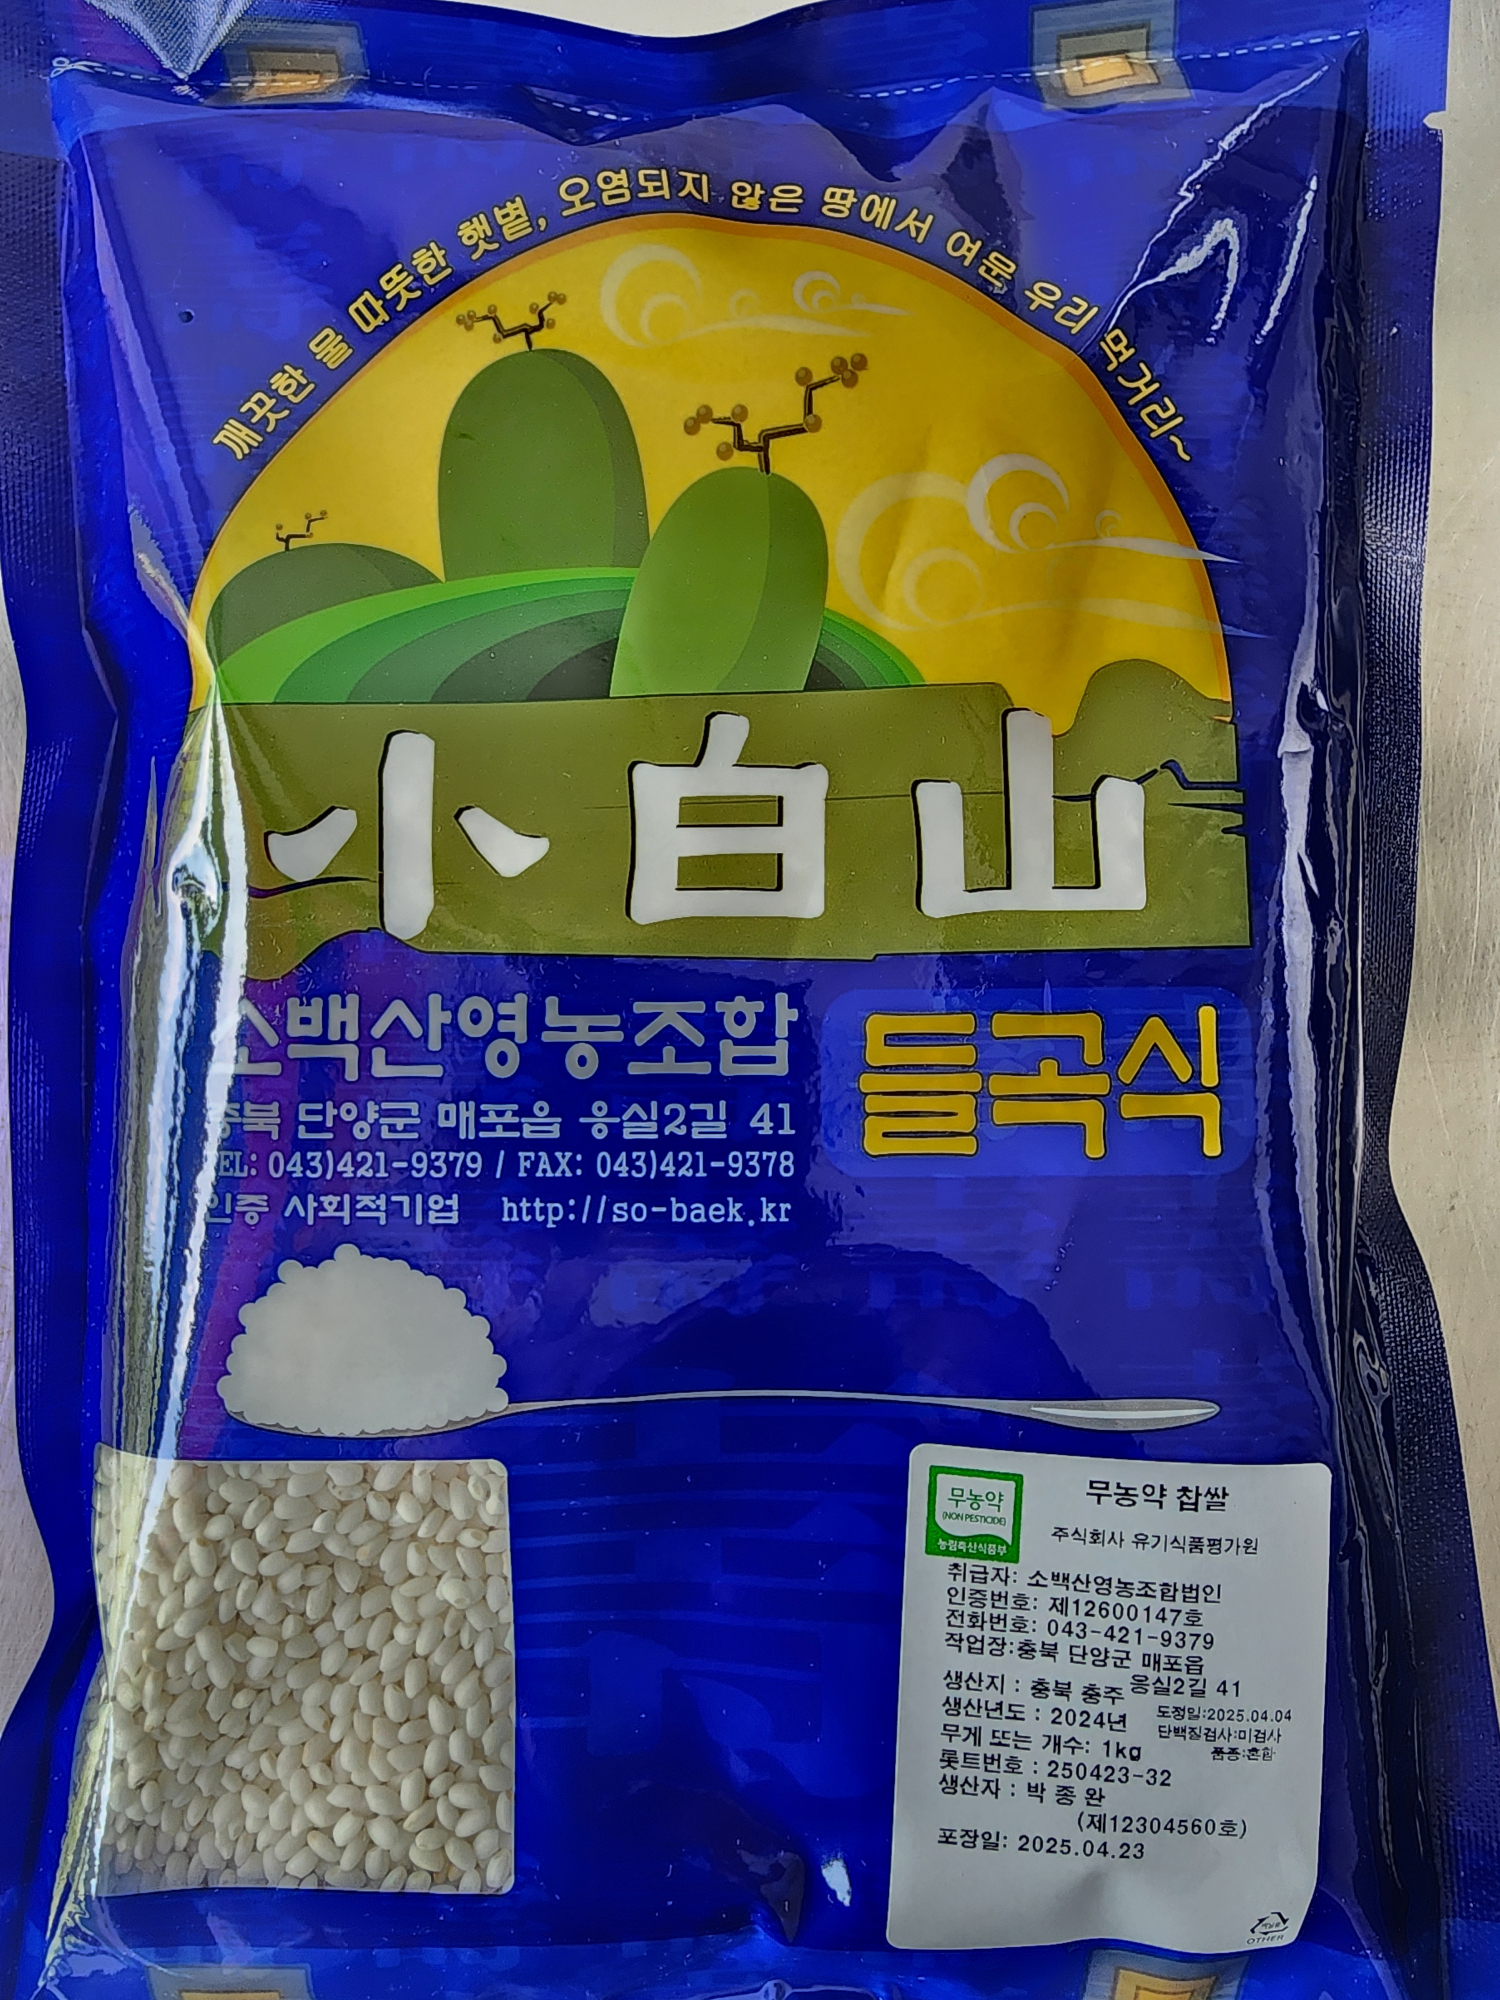 깨끗한 물 따뜻한 햇볕, 오염되지 않은 땅에서 여문 우리 먹거리~
小白山
소백산영농조합
들곡식
충북 단양군 매포읍 응실2길 41
TEL: 043)421-9379 / FAX: 043)421-9378
인증 사회적기업 http://so-baek.kr
무농약
(NON PESTICIDE)
농림축산식품부
무농약 찹쌀
주식회사 유기식품평가원
취급자: 소백산영농조합법인
인증번호: 제12600147호
전화번호: 043-421-9379
작업장:충북 단양군 매포읍
응실2길 41
생산지 : 충북 충주
생산년도 : 2024년
도정일:2025.04.04
단백질검사:미검사
품종:혼합
무게 또는 개수: 1kg
롯트번호 : 250423-32
생산자 : 박 종 완
(제12304560호)
포장일: 2025.04.23
OTHER